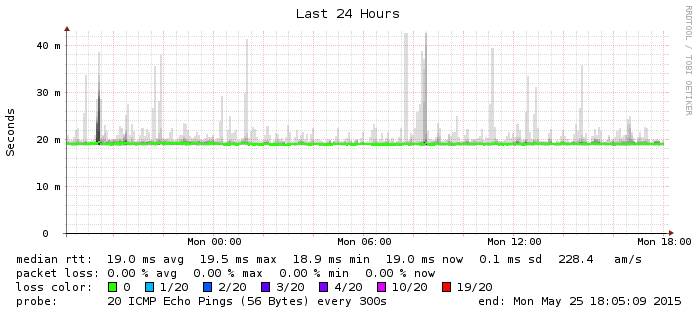 Last 24 Hours
RRDTOOL / TOBI OETIKER
Seconds
40 m
30 m
20 m
10 m
0
Mon 00:00 Mon 06:00 Mon 12:00 Mon 18:00
median rtt: 19.0 ms avg 19.5 ms max 18.9 ms min 19.0 ms now 0.1 ms sd 228.4 am/s
packet loss: 0.00 % avg 0.00 % max 0.00 % min 0.00 % now
loss color: 0 1/20 2/20 3/20 4/20 10/20 19/20
probe: 20 ICMP Echo Pings (56 Bytes) every 300s end: Mon May 25 18:05:09 2015